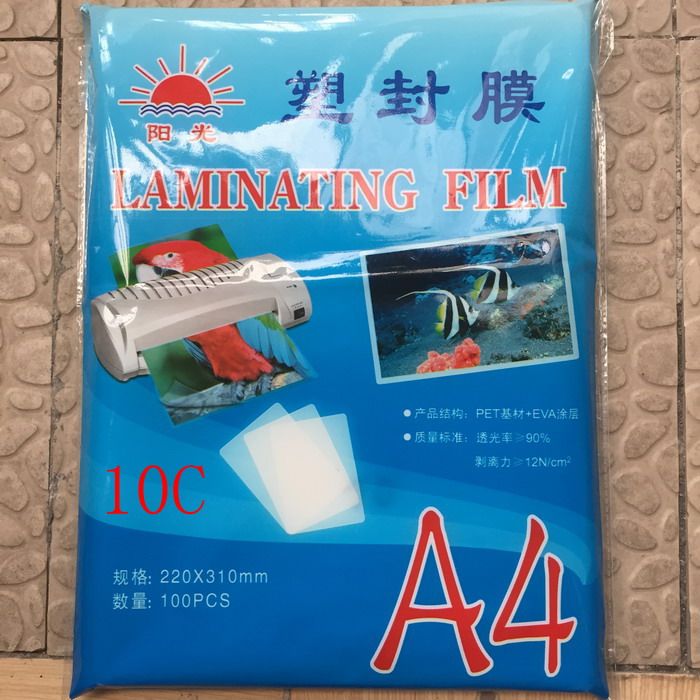 塑封膜
阳光
LAMINATING FILM
产品结构: PET基材+EVA涂层
质量标准: 透光率≥90%
剥离力≥12N/cm²
10C
规格: 220X310mm
数量: 100PCS
A4